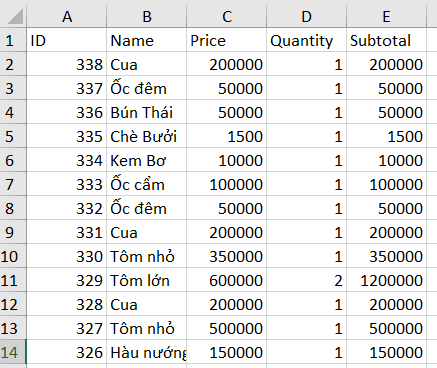 A B C D E
1 ID Name Price Quantity Subtotal
2 338 Cua 200000 1 200000
3 337 Ốc đêm 50000 1 50000
4 336 Bún Thái 50000 1 50000
5 335 Chè Bưởi 1500 1 1500
6 334 Kem Bơ 10000 1 10000
7 333 Ốc cẩm 100000 1 100000
8 332 Ốc đêm 50000 1 50000
9 331 Cua 200000 1 200000
10 330 Tôm nhỏ 350000 1 350000
11 329 Tôm lớn 600000 2 1200000
12 328 Cua 200000 1 200000
13 327 Tôm nhỏ 500000 1 500000
14 326 Hàu nướng 150000 1 150000